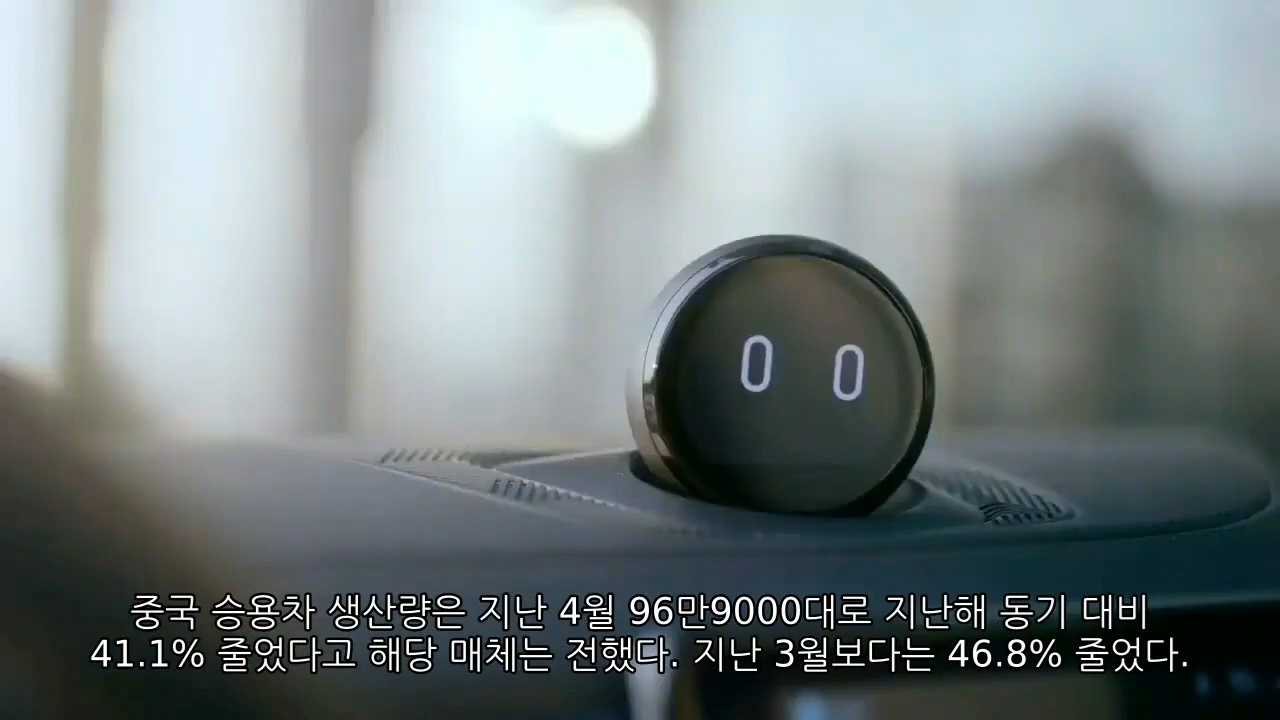 중국 승용차 생산량은 지난 4월 96만9000대로 지난해 동기 대비
41.1% 줄었다고 해당 매체는 전했다. 지난 3월보다는 46.8% 줄었다.